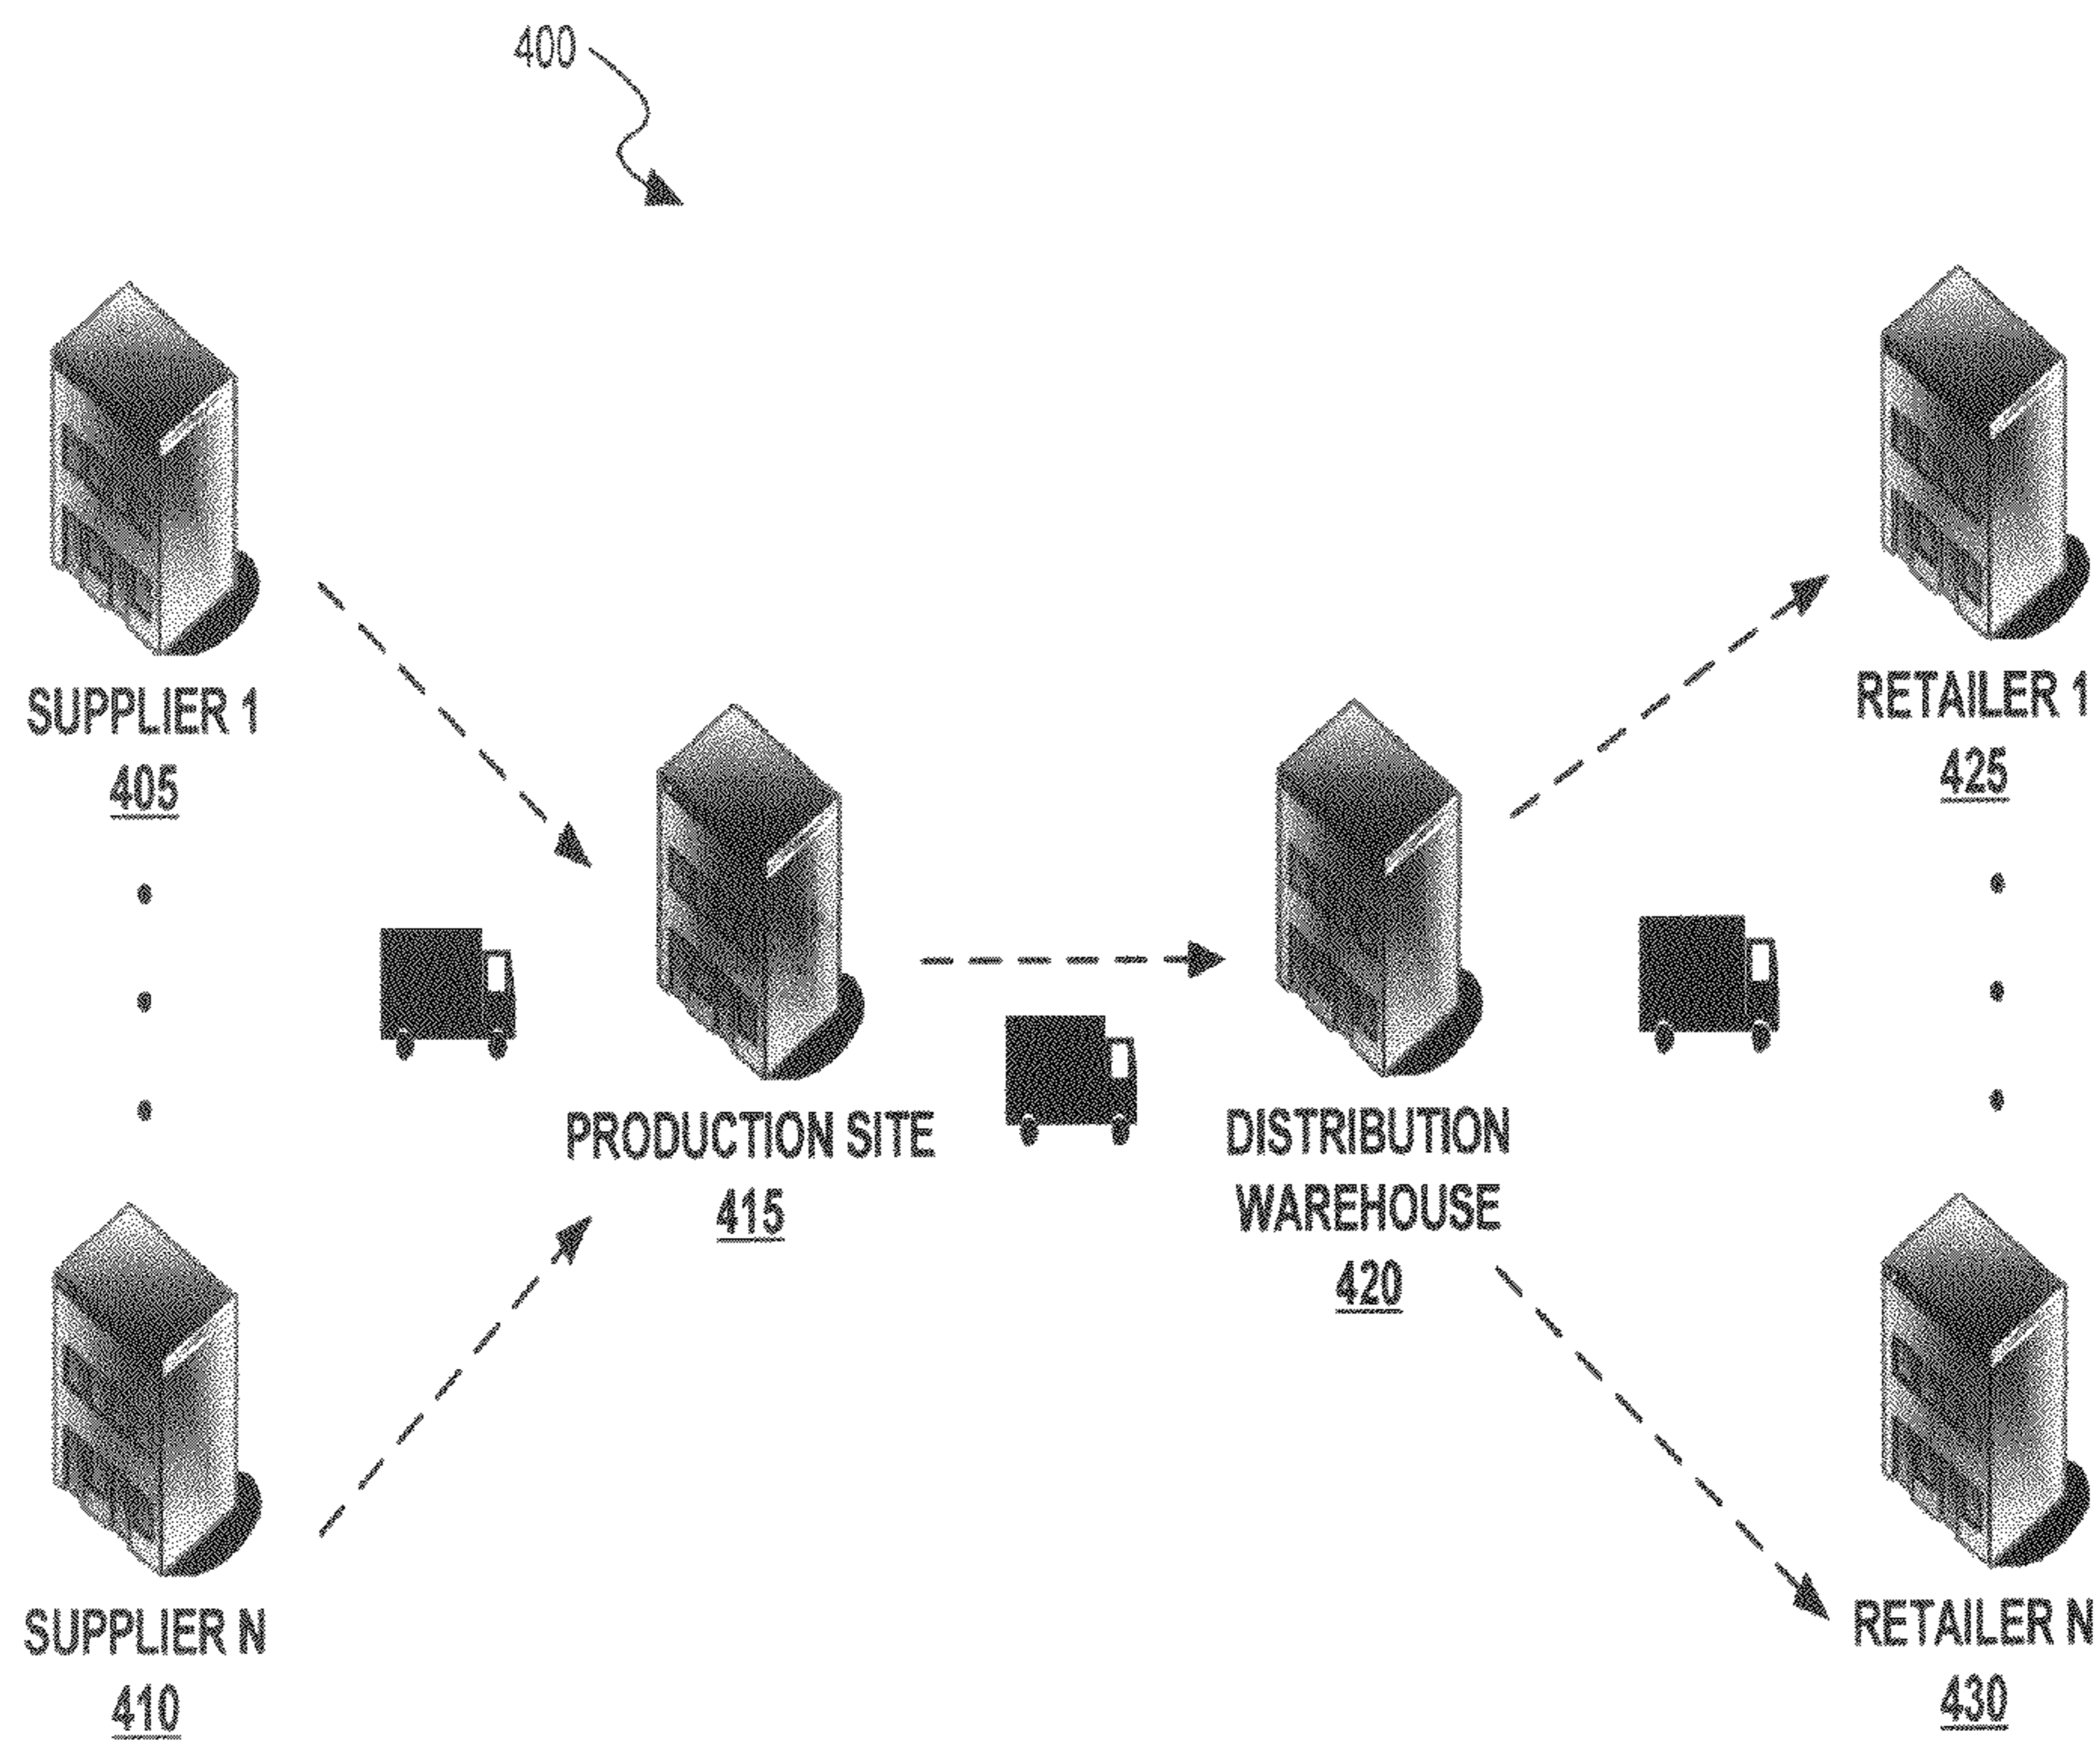 400
SUPPLIER 1
405
RETAILER 1
425
PRODUCTION SITE
415
DISTRIBUTION
WAREHOUSE
420
SUPPLIER N
410
RETAILER N
430